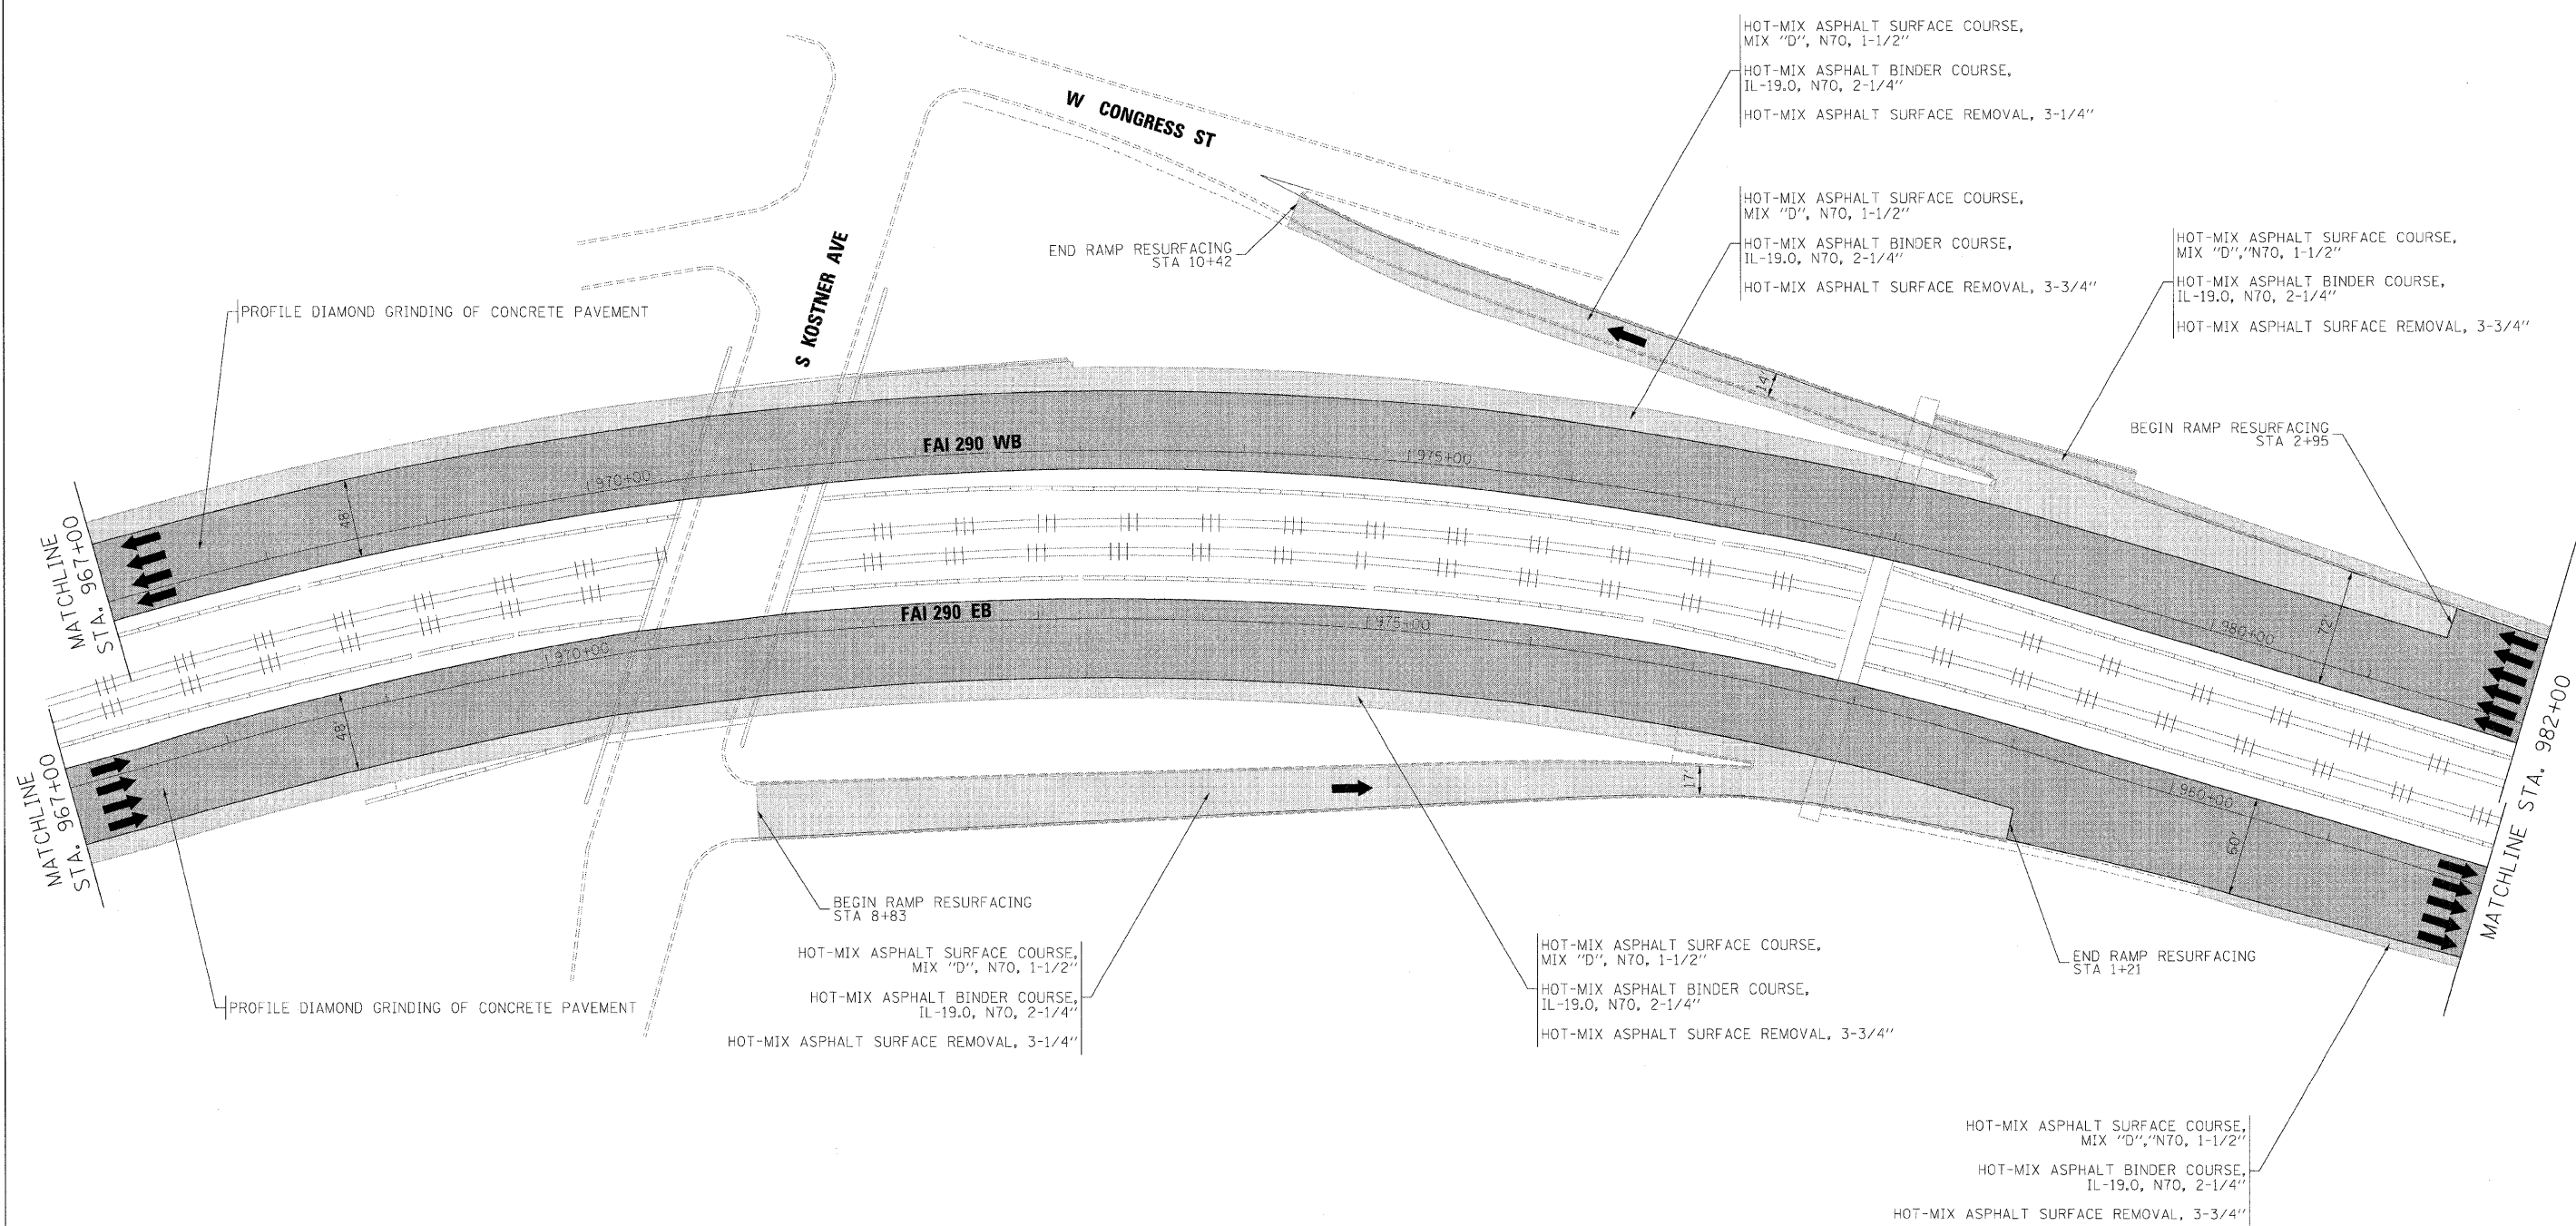 HOT-MIX ASPHALT SURFACE COURSE,
MIX "D", N70, 1-1/2"
HOT-MIX ASPHALT BINDER COURSE,
IL-19.0, N70, 2-1/4"
HOT-MIX ASPHALT SURFACE REMOVAL, 3-1/4"
W CONGRESS ST
HOT-MIX ASPHALT SURFACE COURSE,
MIX "D", N70, 1-1/2"
HOT-MIX ASPHALT BINDER COURSE,
IL-19.0, N70, 2-1/4"
HOT-MIX ASPHALT SURFACE REMOVAL, 3-3/4"
END RAMP RESURFACING
STA 10+42
HOT-MIX ASPHALT SURFACE COURSE,
MIX "D","N70, 1-1/2"
HOT-MIX ASPHALT BINDER COURSE,
IL-19.0, N70, 2-1/4"
HOT-MIX ASPHALT SURFACE REMOVAL, 3-3/4"
S KOSTNER AVE
PROFILE DIAMOND GRINDING OF CONCRETE PAVEMENT
14'
BEGIN RAMP RESURFACING
STA 2+95
FAI 290 WB
970+00
975+00
980+00
48'
72'
MATCHLINE
STA. 967+00
FAI 290 EB
970+00
975+00
980+00
48'
17'
60'
MATCHLINE
STA. 967+00
MATCHLINE STA. 982+00
BEGIN RAMP RESURFACING
STA 8+83
HOT-MIX ASPHALT SURFACE COURSE,
MIX "D", N70, 1-1/2"
HOT-MIX ASPHALT BINDER COURSE,
IL-19.0, N70, 2-1/4"
HOT-MIX ASPHALT SURFACE REMOVAL, 3-1/4"
HOT-MIX ASPHALT SURFACE COURSE,
MIX "D", N70, 1-1/2"
HOT-MIX ASPHALT BINDER COURSE,
IL-19.0, N70, 2-1/4"
HOT-MIX ASPHALT SURFACE REMOVAL, 3-3/4"
END RAMP RESURFACING
STA 1+21
PROFILE DIAMOND GRINDING OF CONCRETE PAVEMENT
HOT-MIX ASPHALT SURFACE COURSE,
MIX "D","N70, 1-1/2"
HOT-MIX ASPHALT BINDER COURSE,
IL-19.0, N70, 2-1/4"
HOT-MIX ASPHALT SURFACE REMOVAL, 3-3/4"